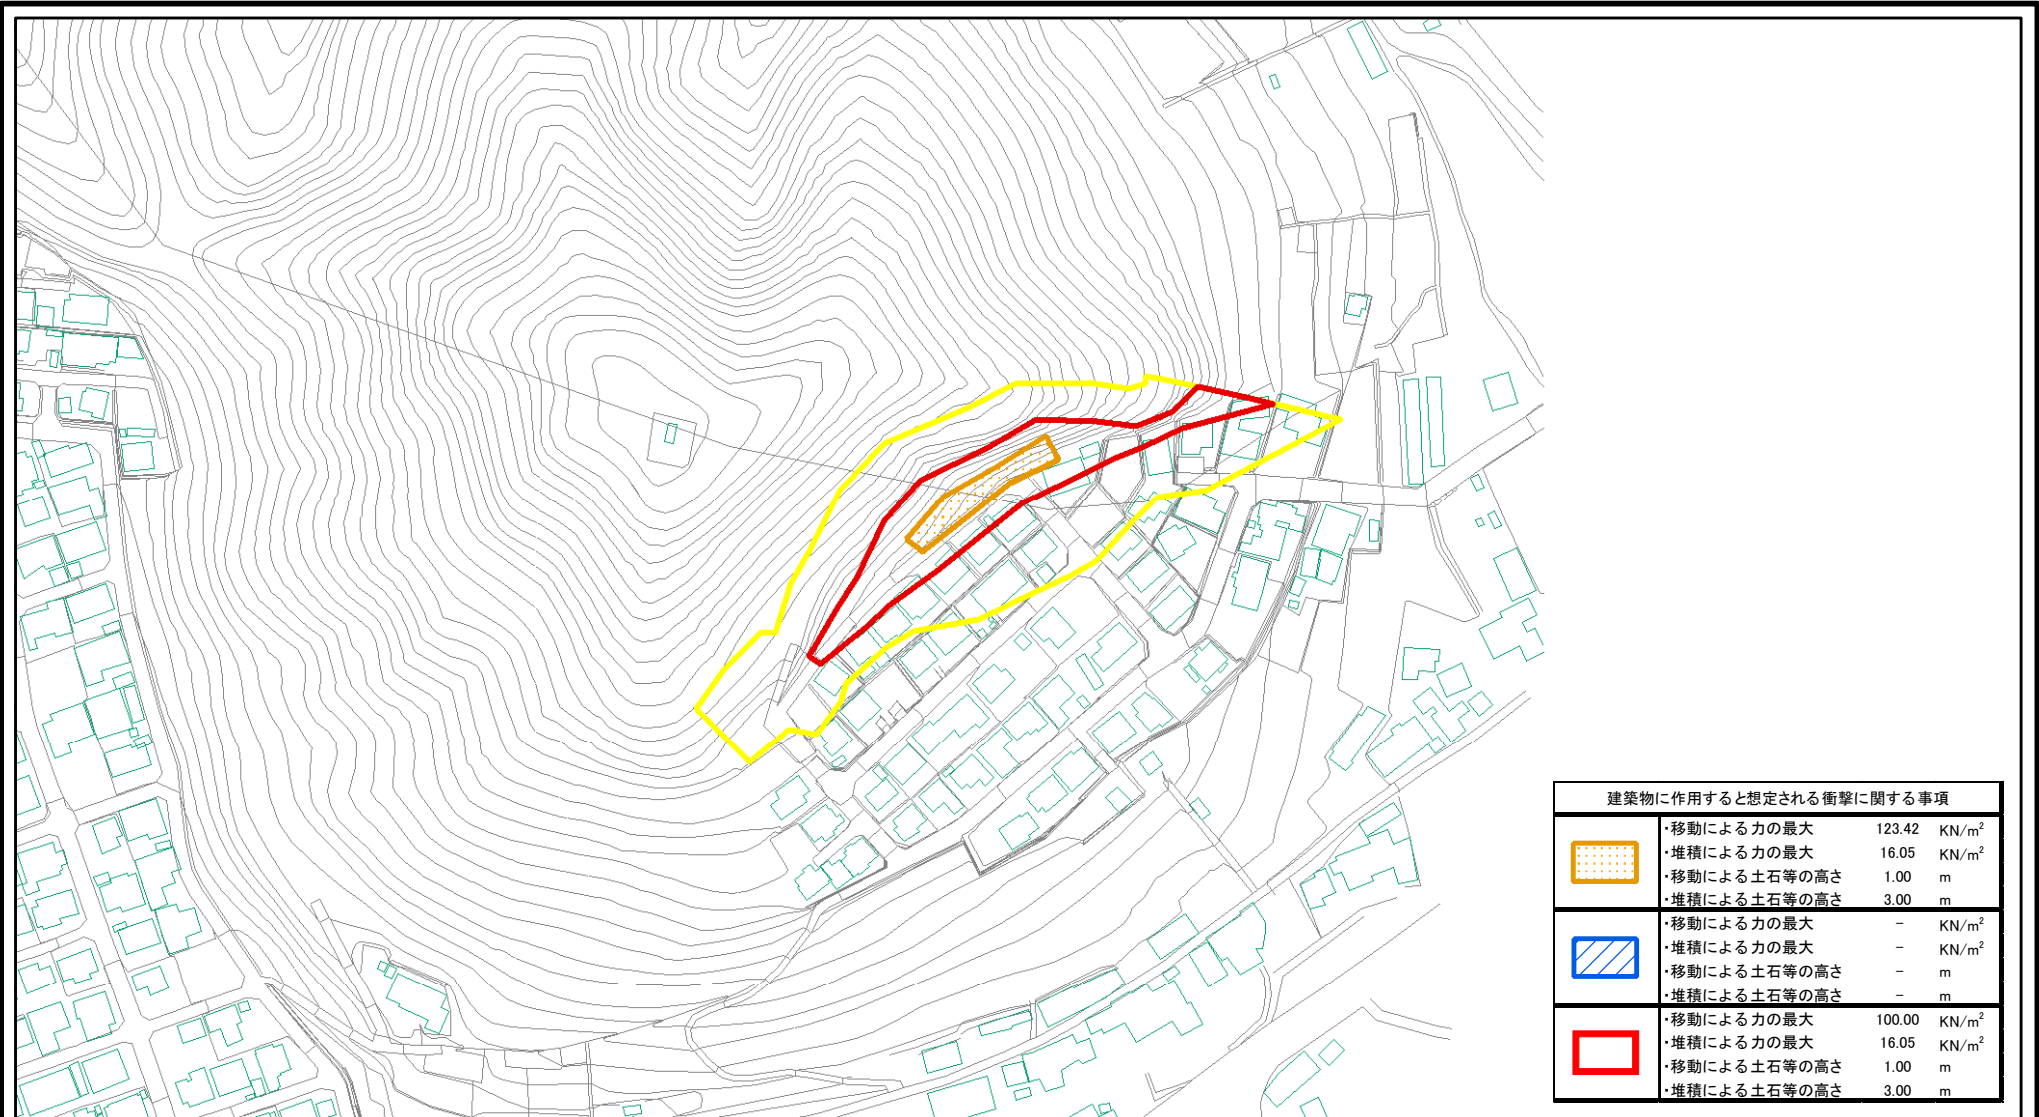 建築物に作用すると想定される衝撃に関する事項
・移動による力の最大 123.42 KN/m²
・堆積による力の最大 16.05 KN/m²
・移動による土石等の高さ 1.00 m
・堆積による土石等の高さ 3.00 m
・移動による力の最大 - KN/m²
・堆積による力の最大 - KN/m²
・移動による土石等の高さ - m
・堆積による土石等の高さ - m
・移動による力の最大 100.00 KN/m²
・堆積による力の最大 16.05 KN/m²
・移動による土石等の高さ 1.00 m
・堆積による土石等の高さ 3.00 m